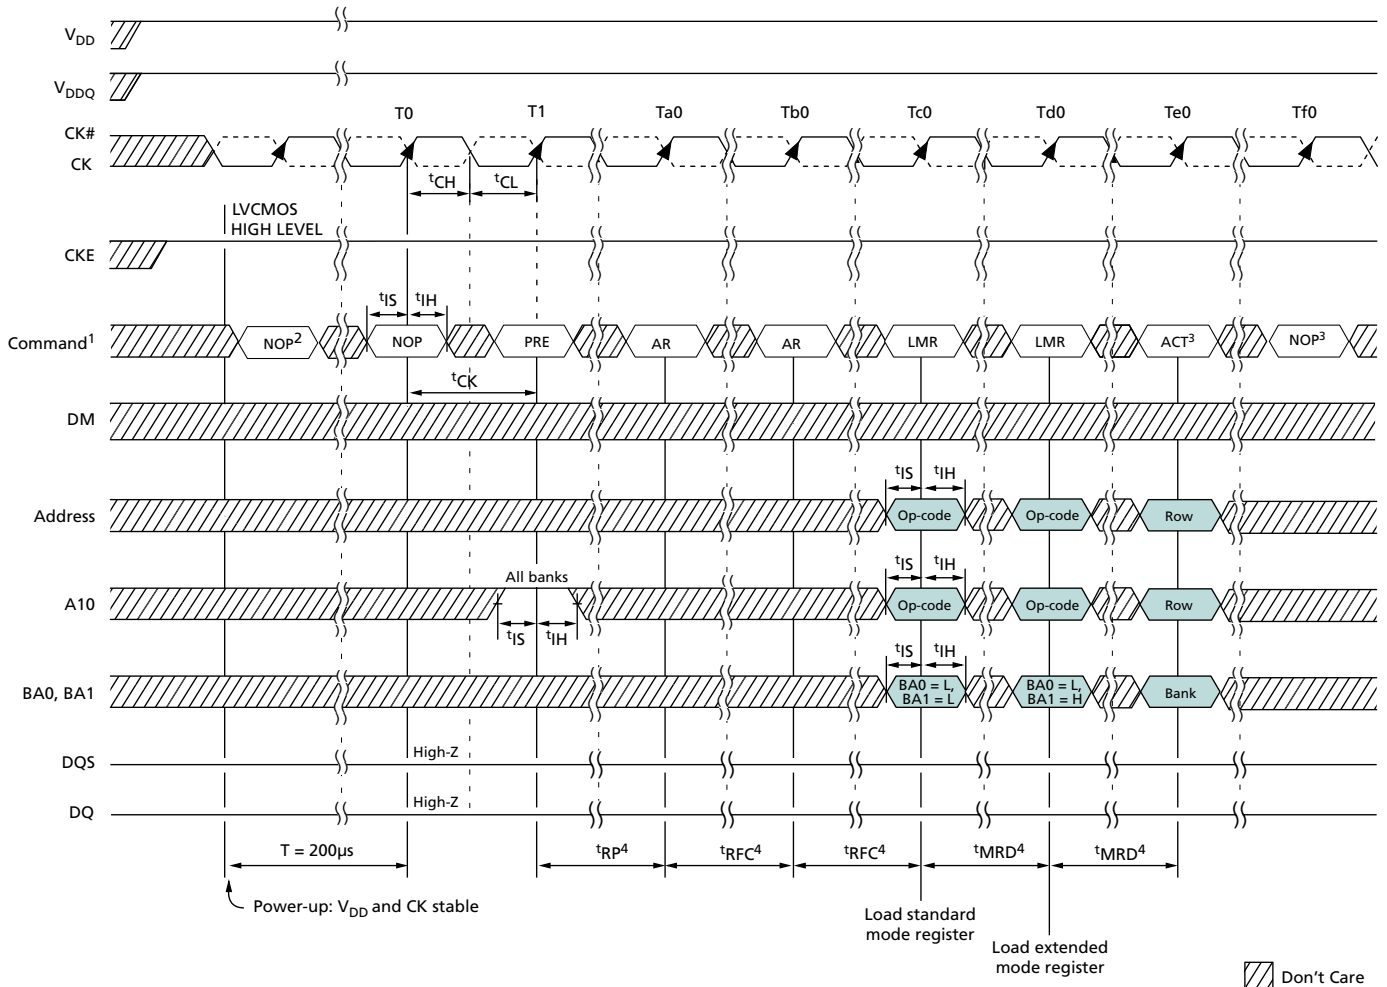 VDD
VDDQ
T0 T1 Ta0 Tb0 Tc0 Td0 Te0 Tf0
CK#
CK
tCH tCL
LVCMOS
HIGH LEVEL
CKE
tIS tIH
Command1 NOP2 NOP PRE AR AR LMR LMR ACT3 NOP3
tCK
DM
tIS tIH
Address Op-code Op-code Row
All banks tIS tIH
A10 Op-code Op-code Row
tIS tIH
tIS tIH
BA0, BA1 BA0 = L, BA1 = L BA0 = L, BA1 = H Bank
High-Z
DQS
High-Z
DQ
T = 200µs tRP4 tRFC4 tRFC4 tMRD4 tMRD4
Power-up: VDD and CK stable
Load standard
mode register
Load extended
mode register
Don't Care